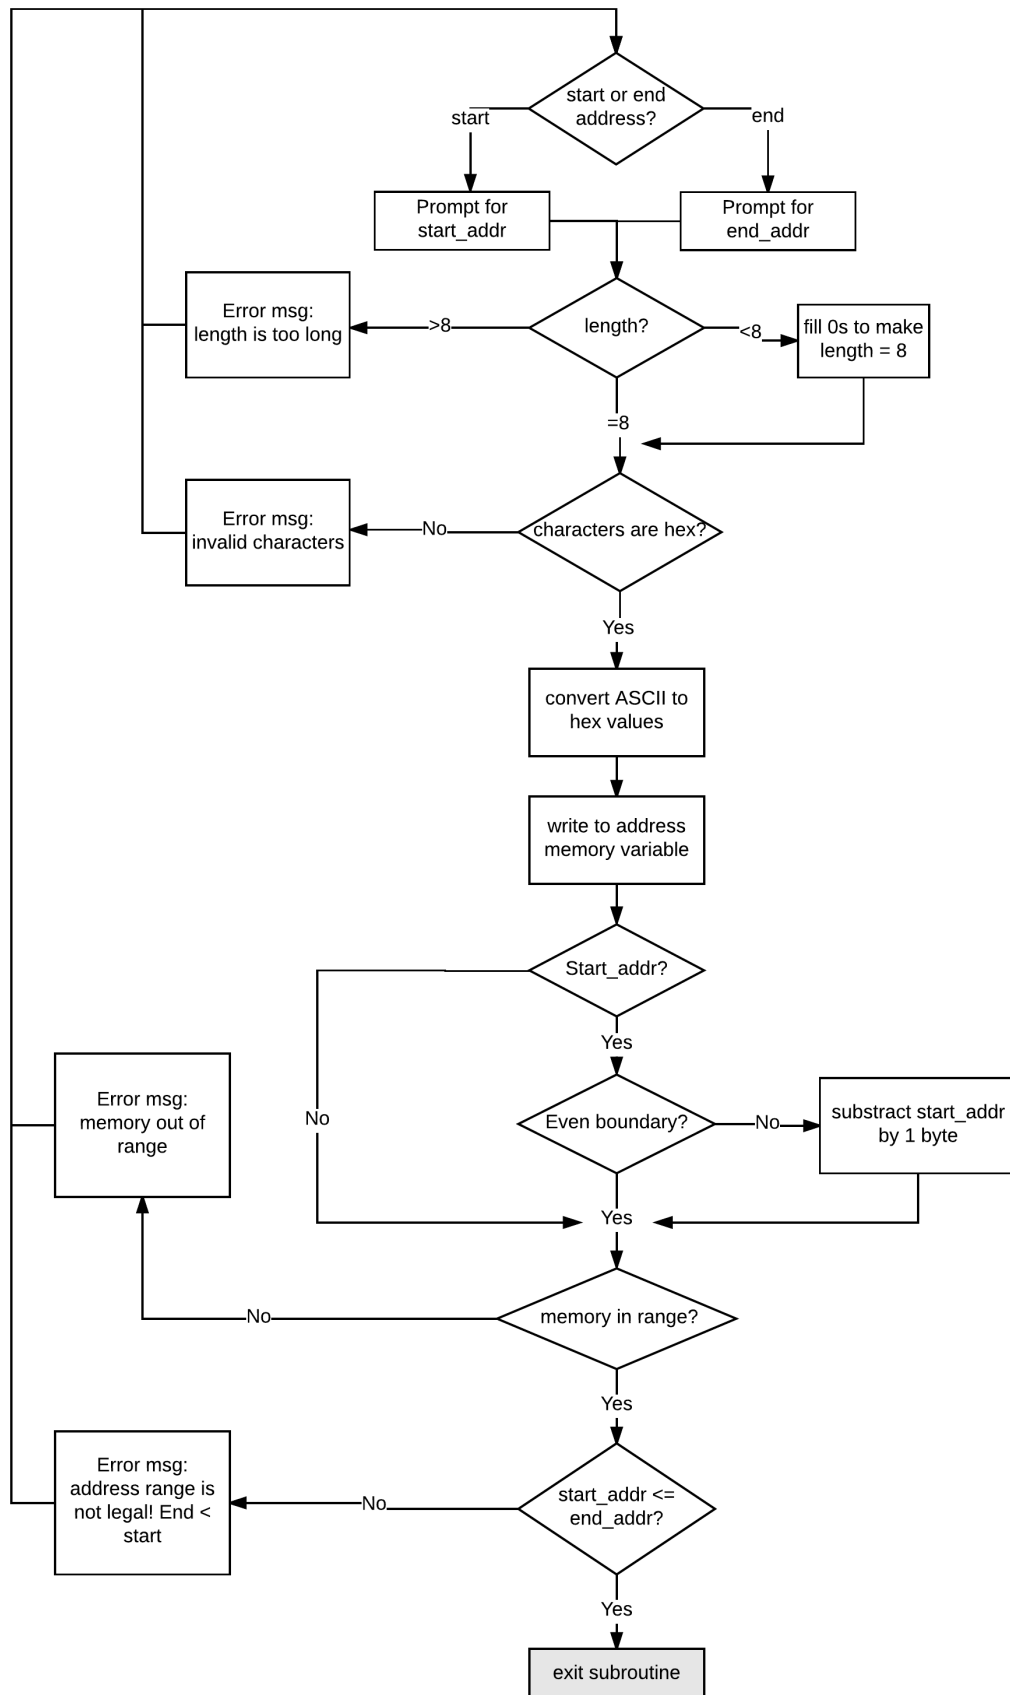 start or end
address?
start
end
Prompt for
start_addr
Prompt for
end_addr
Error msg:
length is too long
>8
length?
<8
fill 0s to make
length = 8
=8
Error msg:
invalid characters
No
characters are hex?
Yes
convert ASCII to
hex values
write to address
memory variable
Start_addr?
Yes
Error msg:
memory out of
range
No
Even boundary?
No
substract start_addr
by 1 byte
Yes
No
memory in range?
Yes
Error msg:
address range is
not legal! End <
start
No
start_addr <=
end_addr?
Yes
exit subroutine